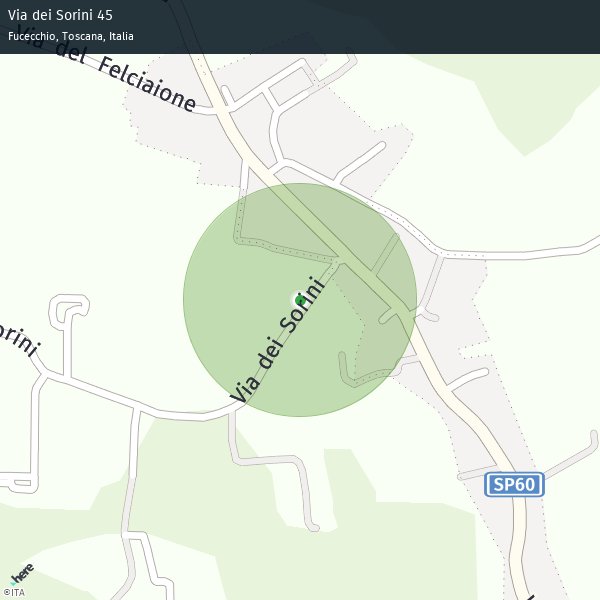 Via dei Sorini 45
Fucecchio, Toscana, Italia
Via del Felciaione
Via dei Sorini
orini
SP60
here
©ITA